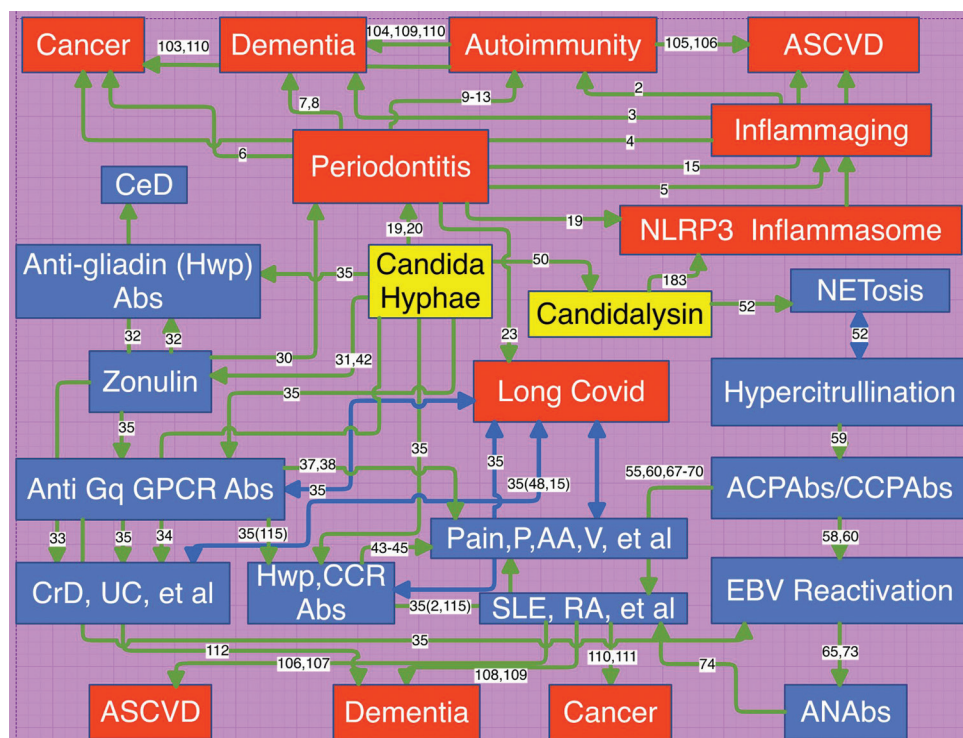 Cancer
Dementia
Autoimmunity
ASCVD
103,110
104,109,110
105,106
7,8
9-13
2
3
4
Inflammaging
6
Periodontitis
15
5
CeD
19
NLRP3 Inflammasome
19,20
Anti-gliadin (Hwp)
Abs
35
Candida
Hyphae
50
183
Candidalysin
52
NETosis
32
32
30
31,42
23
52
Zonulin
Long Covid
Hypercitrullination
35
35
59
35
37,38
35
35
35(48,15)
55,60,67-70
Anti Gq GPCR Abs
ACPAbs/CCPAbs
33
35
34
35(115)
43-45
Pain,P,AA,V, et al
58,60
CrD, UC, et al
Hwp,CCR
Abs
35(2,115)
SLE, RA, et al
EBV Reactivation
35
112
106,107
108,109
110,111
74
65,73
ASCVD
Dementia
Cancer
ANAbs